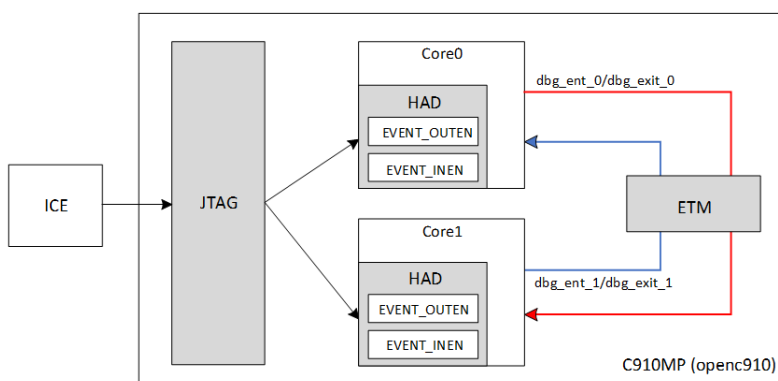 Core0
dbg_ent_0/dbg_exit_0
HAD
EVENT_OUTEN
EVENT_INEN
ICE
JTAG
ETM
Core1
HAD
dbg_ent_1/dbg_exit_1
EVENT_OUTEN
EVENT_INEN
C910MP (openc910)